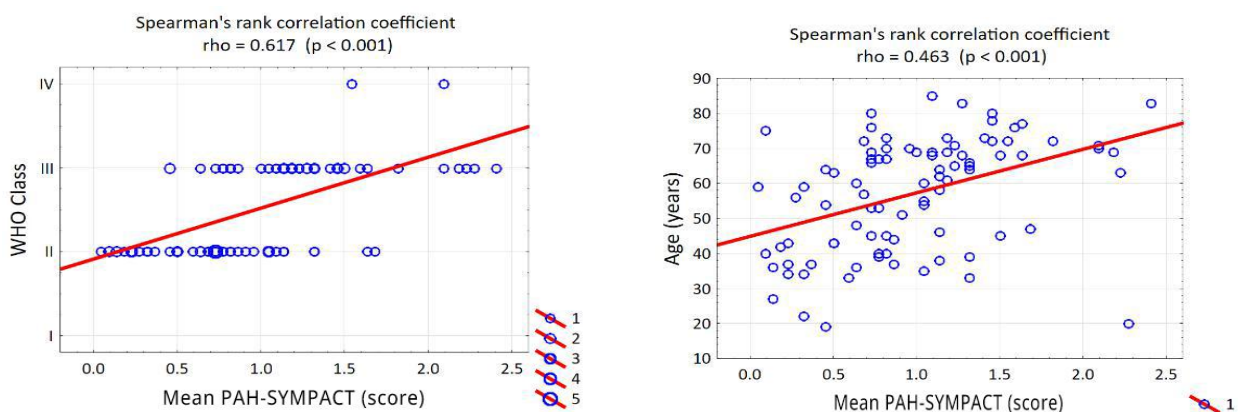 Spearman's rank correlation coefficient
rho = 0.617 (p < 0.001)
IV
III
II
I
WHO Class
0.0 0.5 1.0 1.5 2.0 2.5
Mean PAH-SYMPACT (score)
1
2
3
4
5
Spearman's rank correlation coefficient
rho = 0.463 (p < 0.001)
90
80
70
60
50
40
30
20
10
Age (years)
0.0 0.5 1.0 1.5 2.0 2.5
Mean PAH-SYMPACT (score)
1